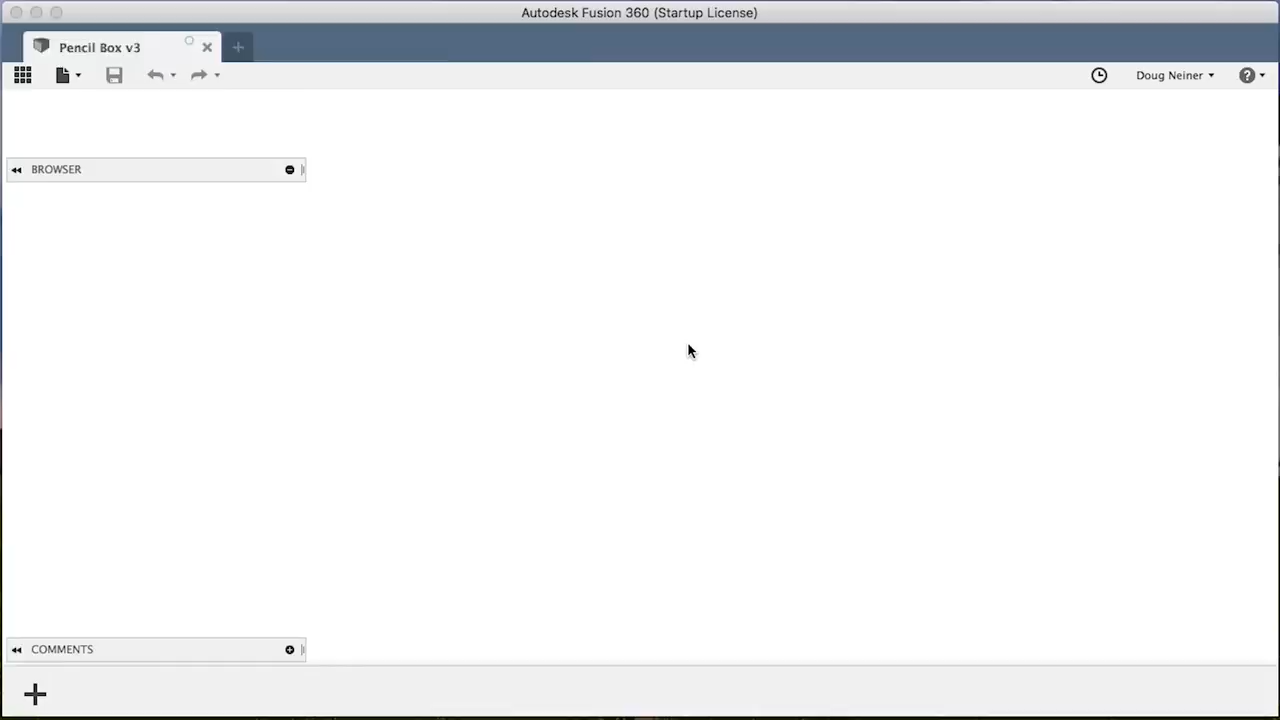 Autodesk Fusion 360 (Startup License)
Pencil Box v3
Doug Neiner
BROWSER
COMMENTS